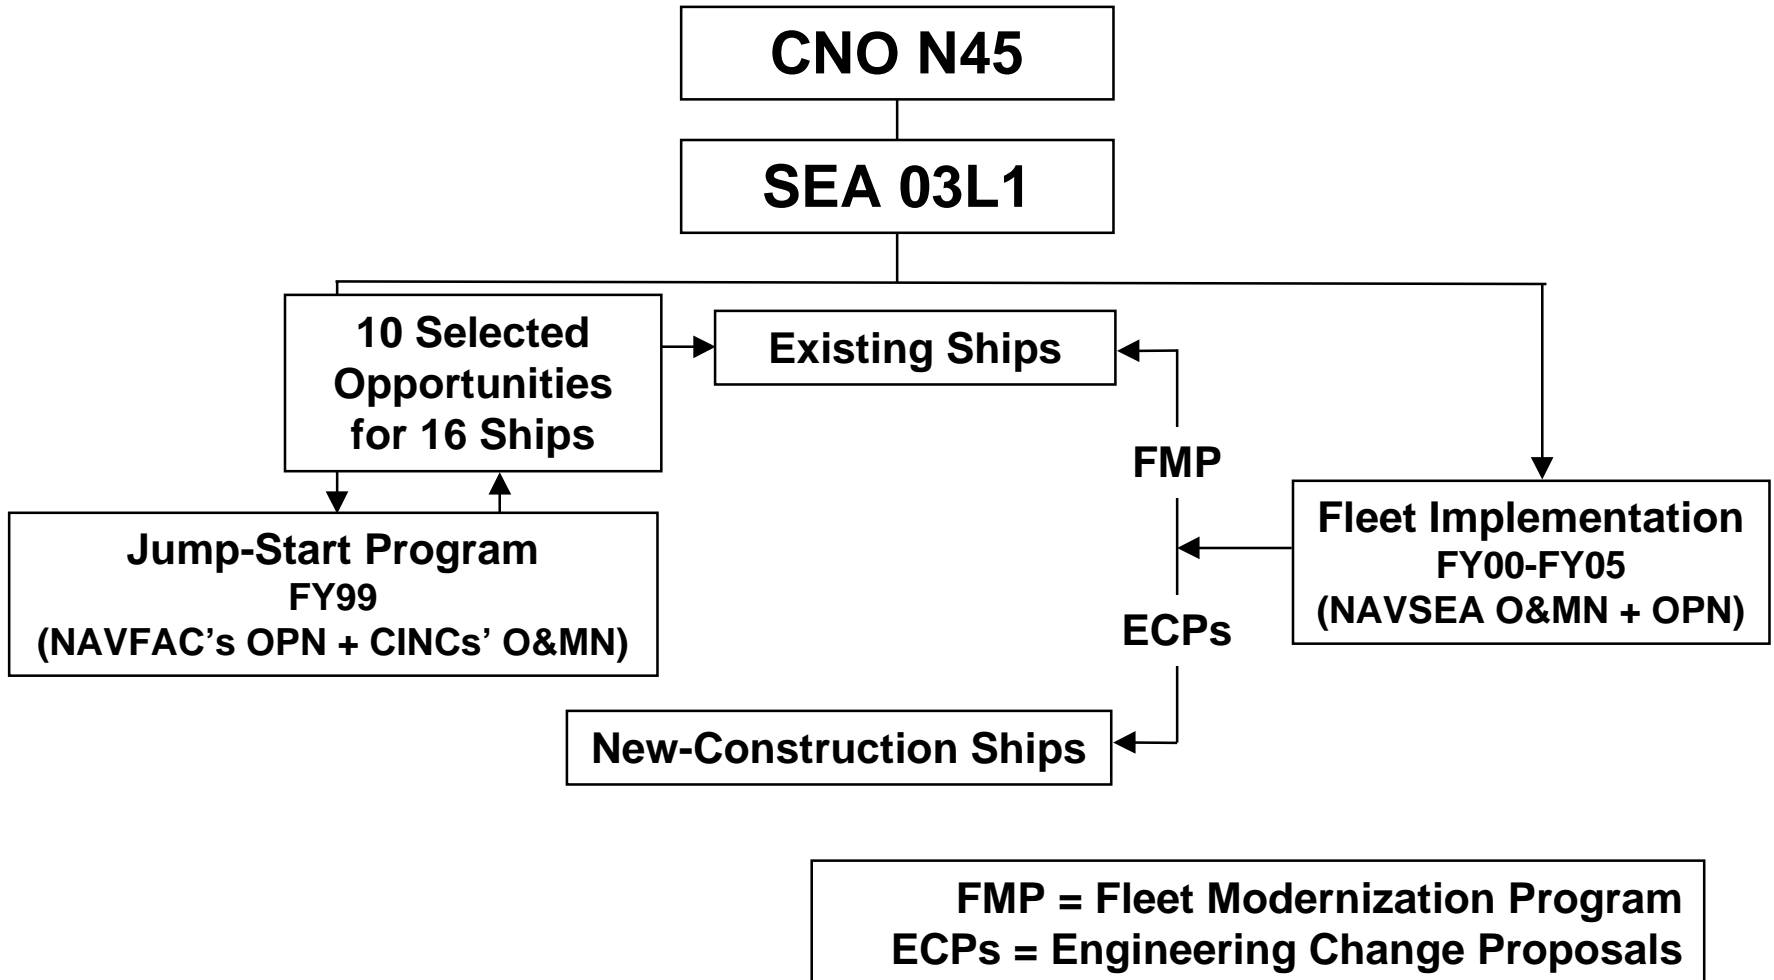 CNO N45
SEA 03L1
10 Selected
Opportunities
for 16 Ships
Existing Ships
FMP
Jump-Start Program
FY99
(NAVFAC's OPN + CINCs' O&MN)
Fleet Implementation
FY00-FY05
(NAVSEA O&MN + OPN)
ECPs
New-Construction Ships
FMP = Fleet Modernization Program
ECPs = Engineering Change Proposals